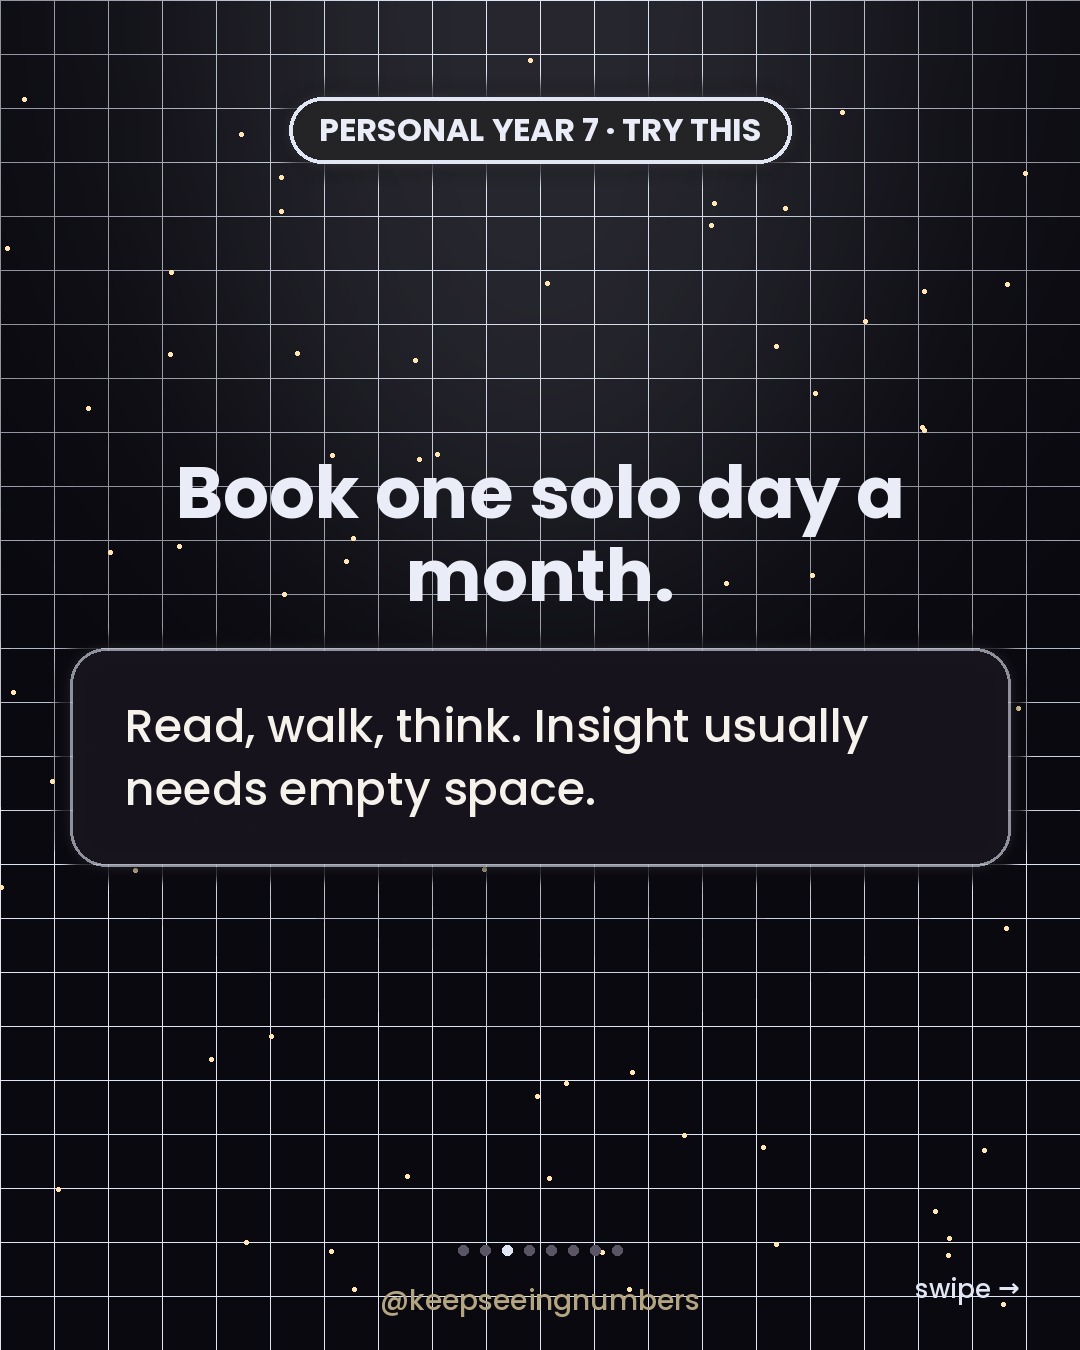 PERSONAL YEAR 7 · TRY THIS
Book one solo day a
month.
Read, walk, think. Insight usually
needs empty space.
@keepseeingnumbers
swipe →